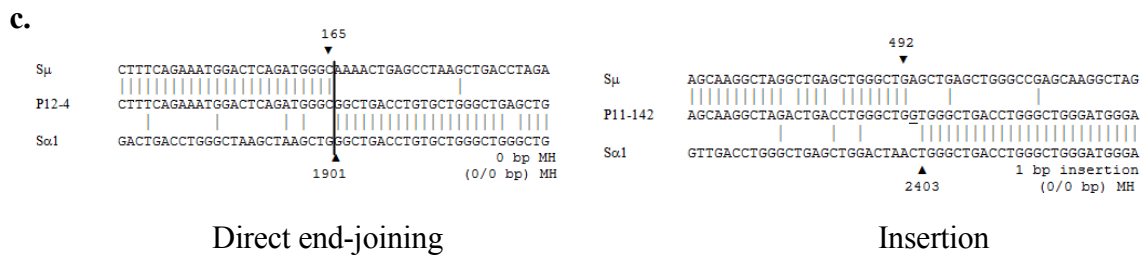 c.
165
Sμ CTTTCAGAAATGGACTCAGATGGGCAAAACTGAGCCTAAGCTGACCTAGA
P12-4 CTTTCAGAAATGGACTCAGATGGGCGGCTGACCTGTGCTGGGCTGAGCTG
Sα1 GACTGACCTGGGCTAAGCTAAGCTGGGCTGACCTGTGCTGGGCTGGGCTG
0 bp MH
1901 (0/0 bp) MH
Direct end-joining
492
Sμ AGCAAGGCTAGGCTGAGCTGGGCTGAGCTGAGCTGGGCCGAGCAAGGCTAG
P11-142 AGCAAGGCTAGACTGACCTGGGCTGGTGGGCTGACCTGGGCTGGGATGGGA
Sα1 GTTGACCTGGGCTGAGCTGGACTAACTGGGCTGACCTGGGCTGGGATGGGA
1 bp insertion
2403 (0/0 bp) MH
Insertion